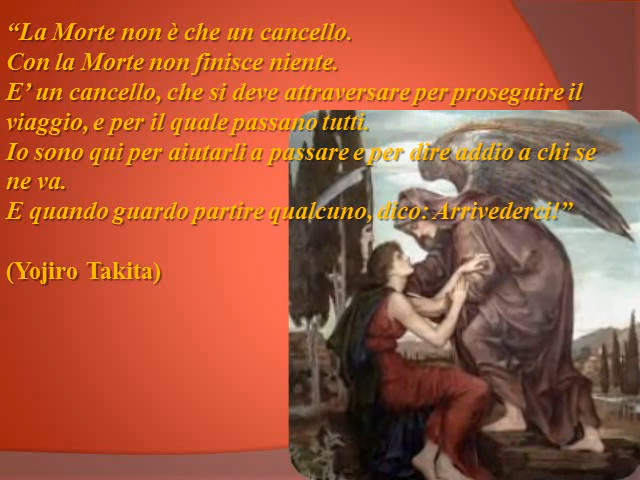 “La Morte non è che un cancello.
Con la Morte non finisce niente.
E’ un cancello, che si deve attraversare per proseguire il
viaggio, e per il quale passano tutti.
Io sono qui per aiutarli a passare e per dire addio a chi se
ne va.
E quando guardo partire qualcuno, dico: Arrivederci!”
(Yojiro Takita)